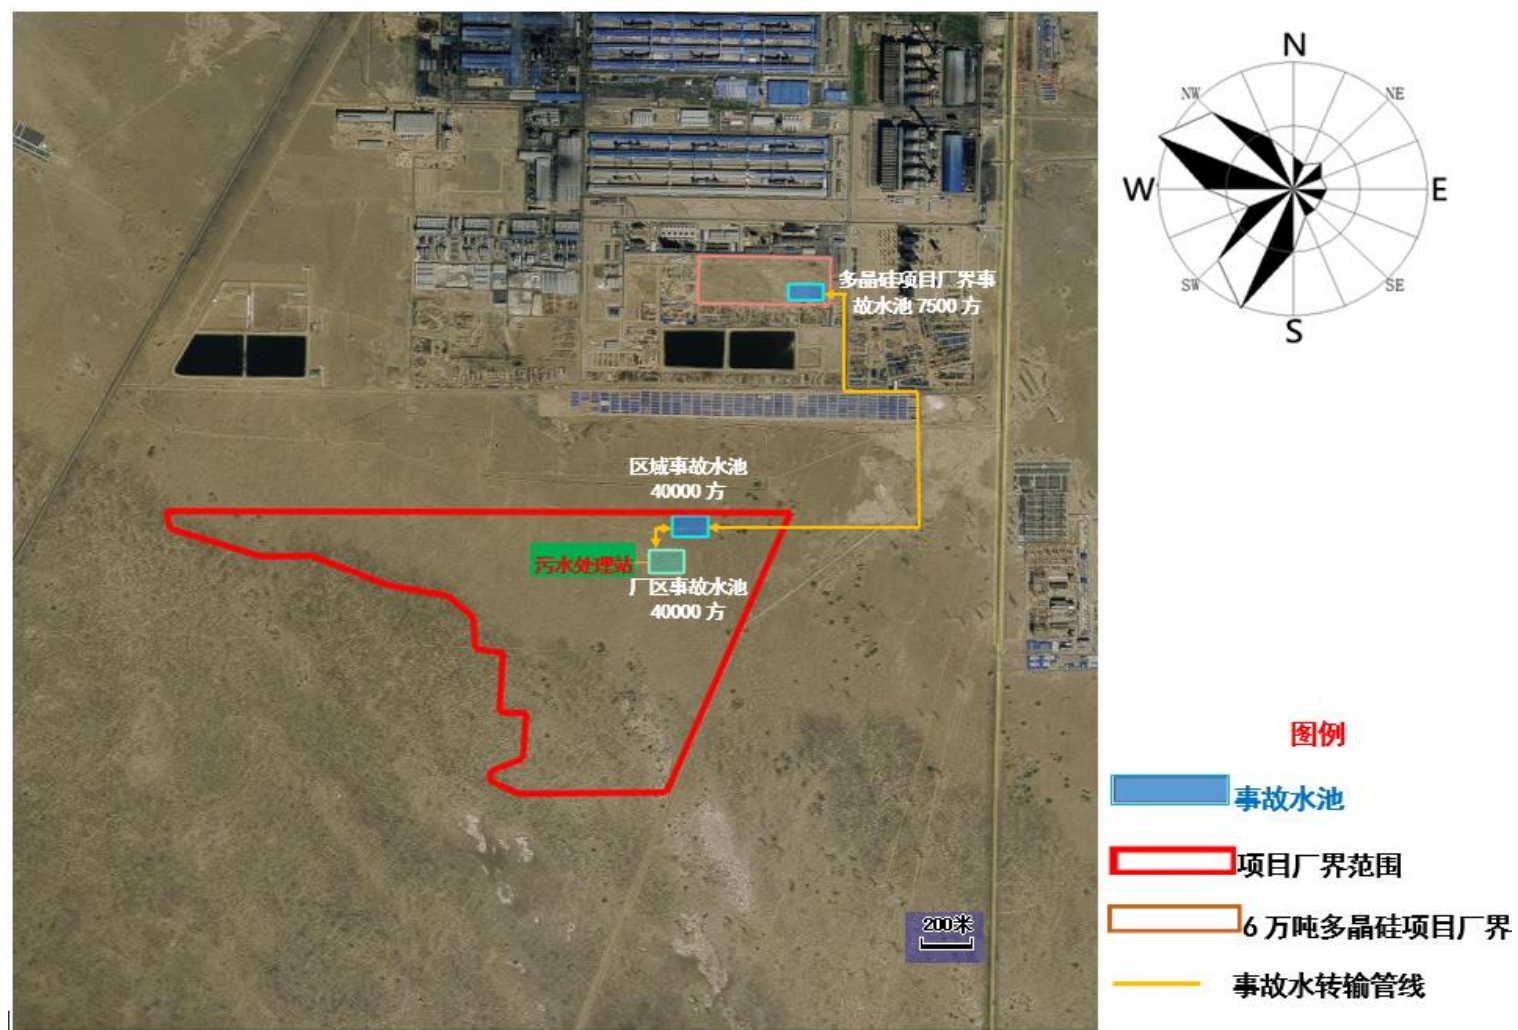 N
NW
NE
W
E
SW
SE
S
多晶硅项目厂界事
故水池 7500 方
区域事故水池
40000 方
污水处理站
厂区事故水池
40000 方
200米
图例
事故水池
项目厂界范围
6 万吨多晶硅项目厂界
事故水转输管线